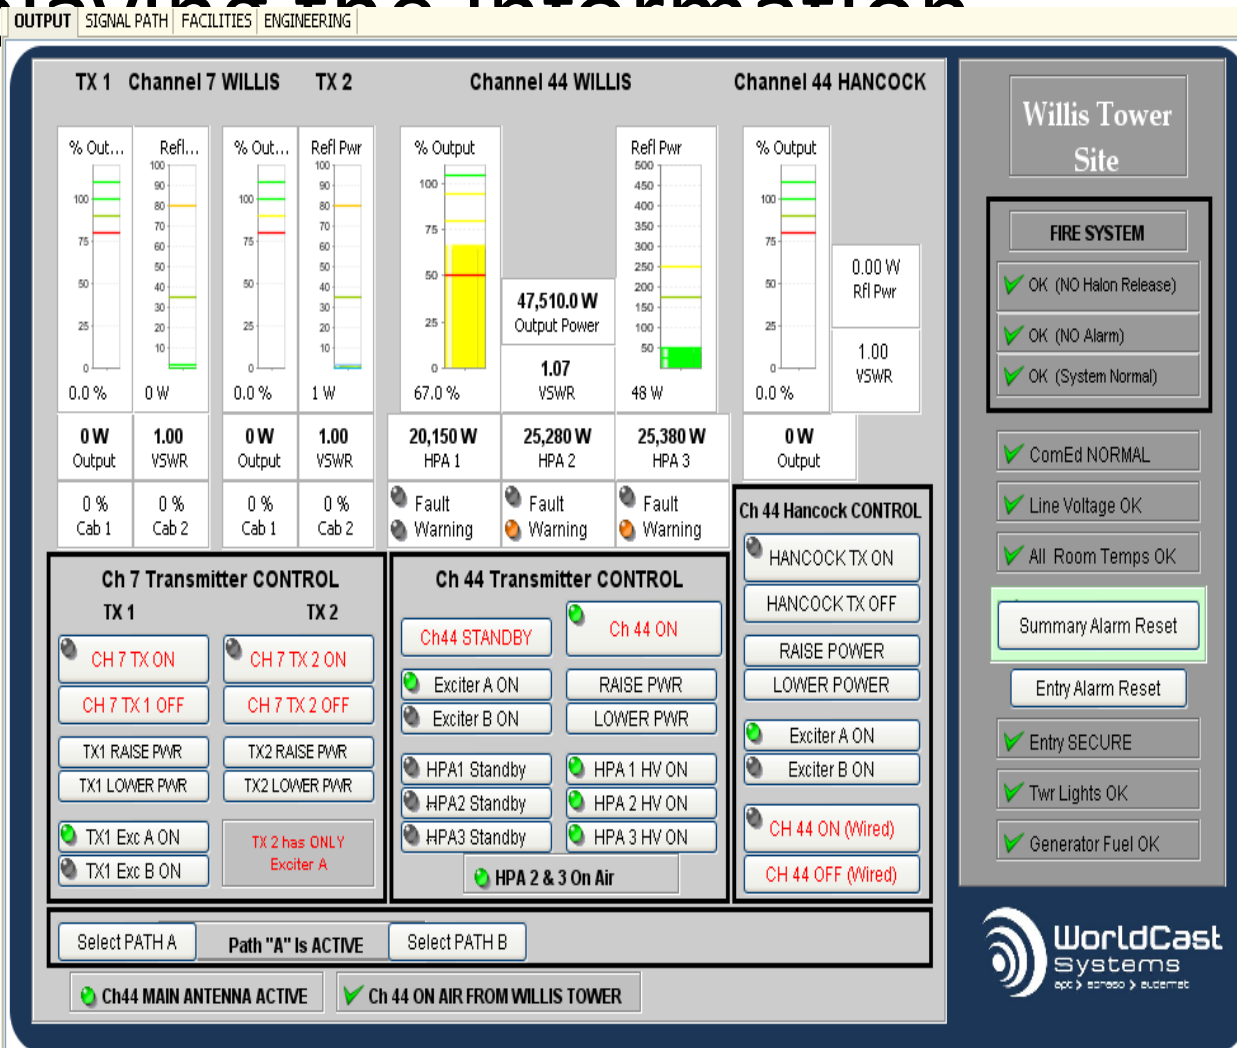 playing the information
OUTPUT SIGNAL PATH FACILITIES ENGINEERING
TX 1 Channel 7 WILLIS TX 2 Channel 44 WILLIS Channel 44 HANCOCK
% Out... Refl... % Out... Refl Pwr % Output Refl Pwr % Output
100 75 50 25 0
100 90 80 70 60 50 40 30 20 10
100 75 50 25 0
100 90 80 70 60 50 40 30 20 10
100 75 50 25 0
500 450 400 350 300 250 200 150 100 50
100 75 50 25 0
0.00 W
Rfl Pwr
47,510.0 W
Output Power
1.07
VSWR
1.00
VSWR
0.0 % 0 W 0.0 % 1 W 67.0 % 48 W 0.0 %
0 W 1.00 0 W 1.00 20,150 W 25,280 W 25,380 W 0 W
Output VSWR Output VSWR HPA 1 HPA 2 HPA 3 Output
0 % 0 % 0 % 0 %
Cab 1 Cab 2 Cab 1 Cab 2
Fault Fault Fault
Warning Warning Warning
Ch 7 Transmitter CONTROL
TX 1 TX 2
CH 7 TX ON CH 7 TX 2 ON
CH 7 TX 1 OFF CH 7 TX 2 OFF
TX1 RAISE PWR TX2 RAISE PWR
TX1 LOWER PWR TX2 LOWER PWR
TX1 Exc A ON
TX1 Exc B ON
TX 2 has ONLY
Exciter A
Ch 44 Transmitter CONTROL
Ch44 STANDBY Ch 44 ON
Exciter A ON RAISE PWR
Exciter B ON LOWER PWR
HPA1 Standby HPA 1 HV ON
HPA2 Standby HPA 2 HV ON
HPA3 Standby HPA 3 HV ON
HPA 2 & 3 On Air
Ch 44 Hancock CONTROL
HANCOCK TX ON
HANCOCK TX OFF
RAISE POWER
LOWER POWER
Exciter A ON
Exciter B ON
CH 44 ON (Wired)
CH 44 OFF (Wired)
Select PATH A Path "A" Is ACTIVE Select PATH B
Ch44 MAIN ANTENNA ACTIVE Ch 44 ON AIR FROM WILLIS TOWER
Willis Tower
Site
FIRE SYSTEM
OK (NO Halon Release)
OK (NO Alarm)
OK (System Normal)
ComEd NORMAL
Line Voltage OK
All Room Temps OK
Summary Alarm Reset
Entry Alarm Reset
Entry SECURE
Twr Lights OK
Generator Fuel OK
WorldCast
Systems